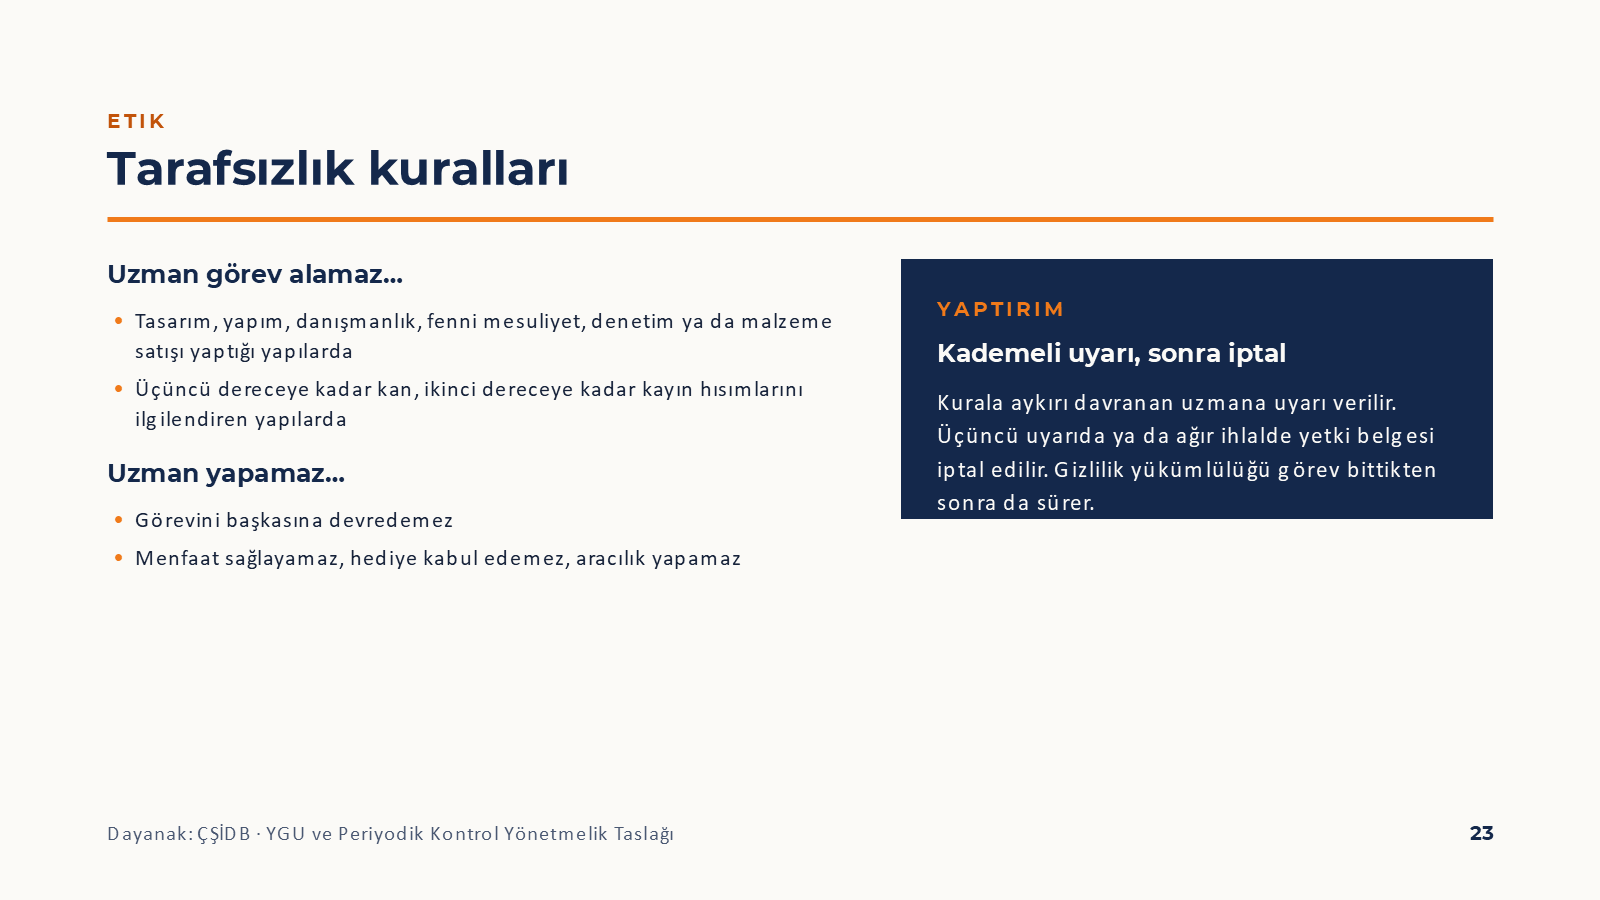 ETIK
Tarafsızlık kuralları
Uzman görev alamaz...
• Tasarım, yapım, danışmanlık, fenni mesuliyet, denetim ya da malzeme
satışı yaptığı yapılarda
• Üçüncü dereceye kadar kan, ikinci dereceye kadar kayın hısımlarını
ilgilendiren yapılarda
Uzman yapamaz...
• Görevini başkasına devredemez
• Menfaat sağlayamaz, hediye kabul edemez, aracılık yapamaz
YAPTIRIM
Kademeli uyarı, sonra iptal
Kurala aykırı davranan uzmana uyarı verilir.
Üçüncü uyarıda ya da ağır ihlalde yetki belgesi
iptal edilir. Gizlilik yükümlülüğü görev bittikten
sonra da sürer.
Dayanak: ÇŞİDB · YGU ve Periyodik Kontrol Yönetmelik Taslağı
23